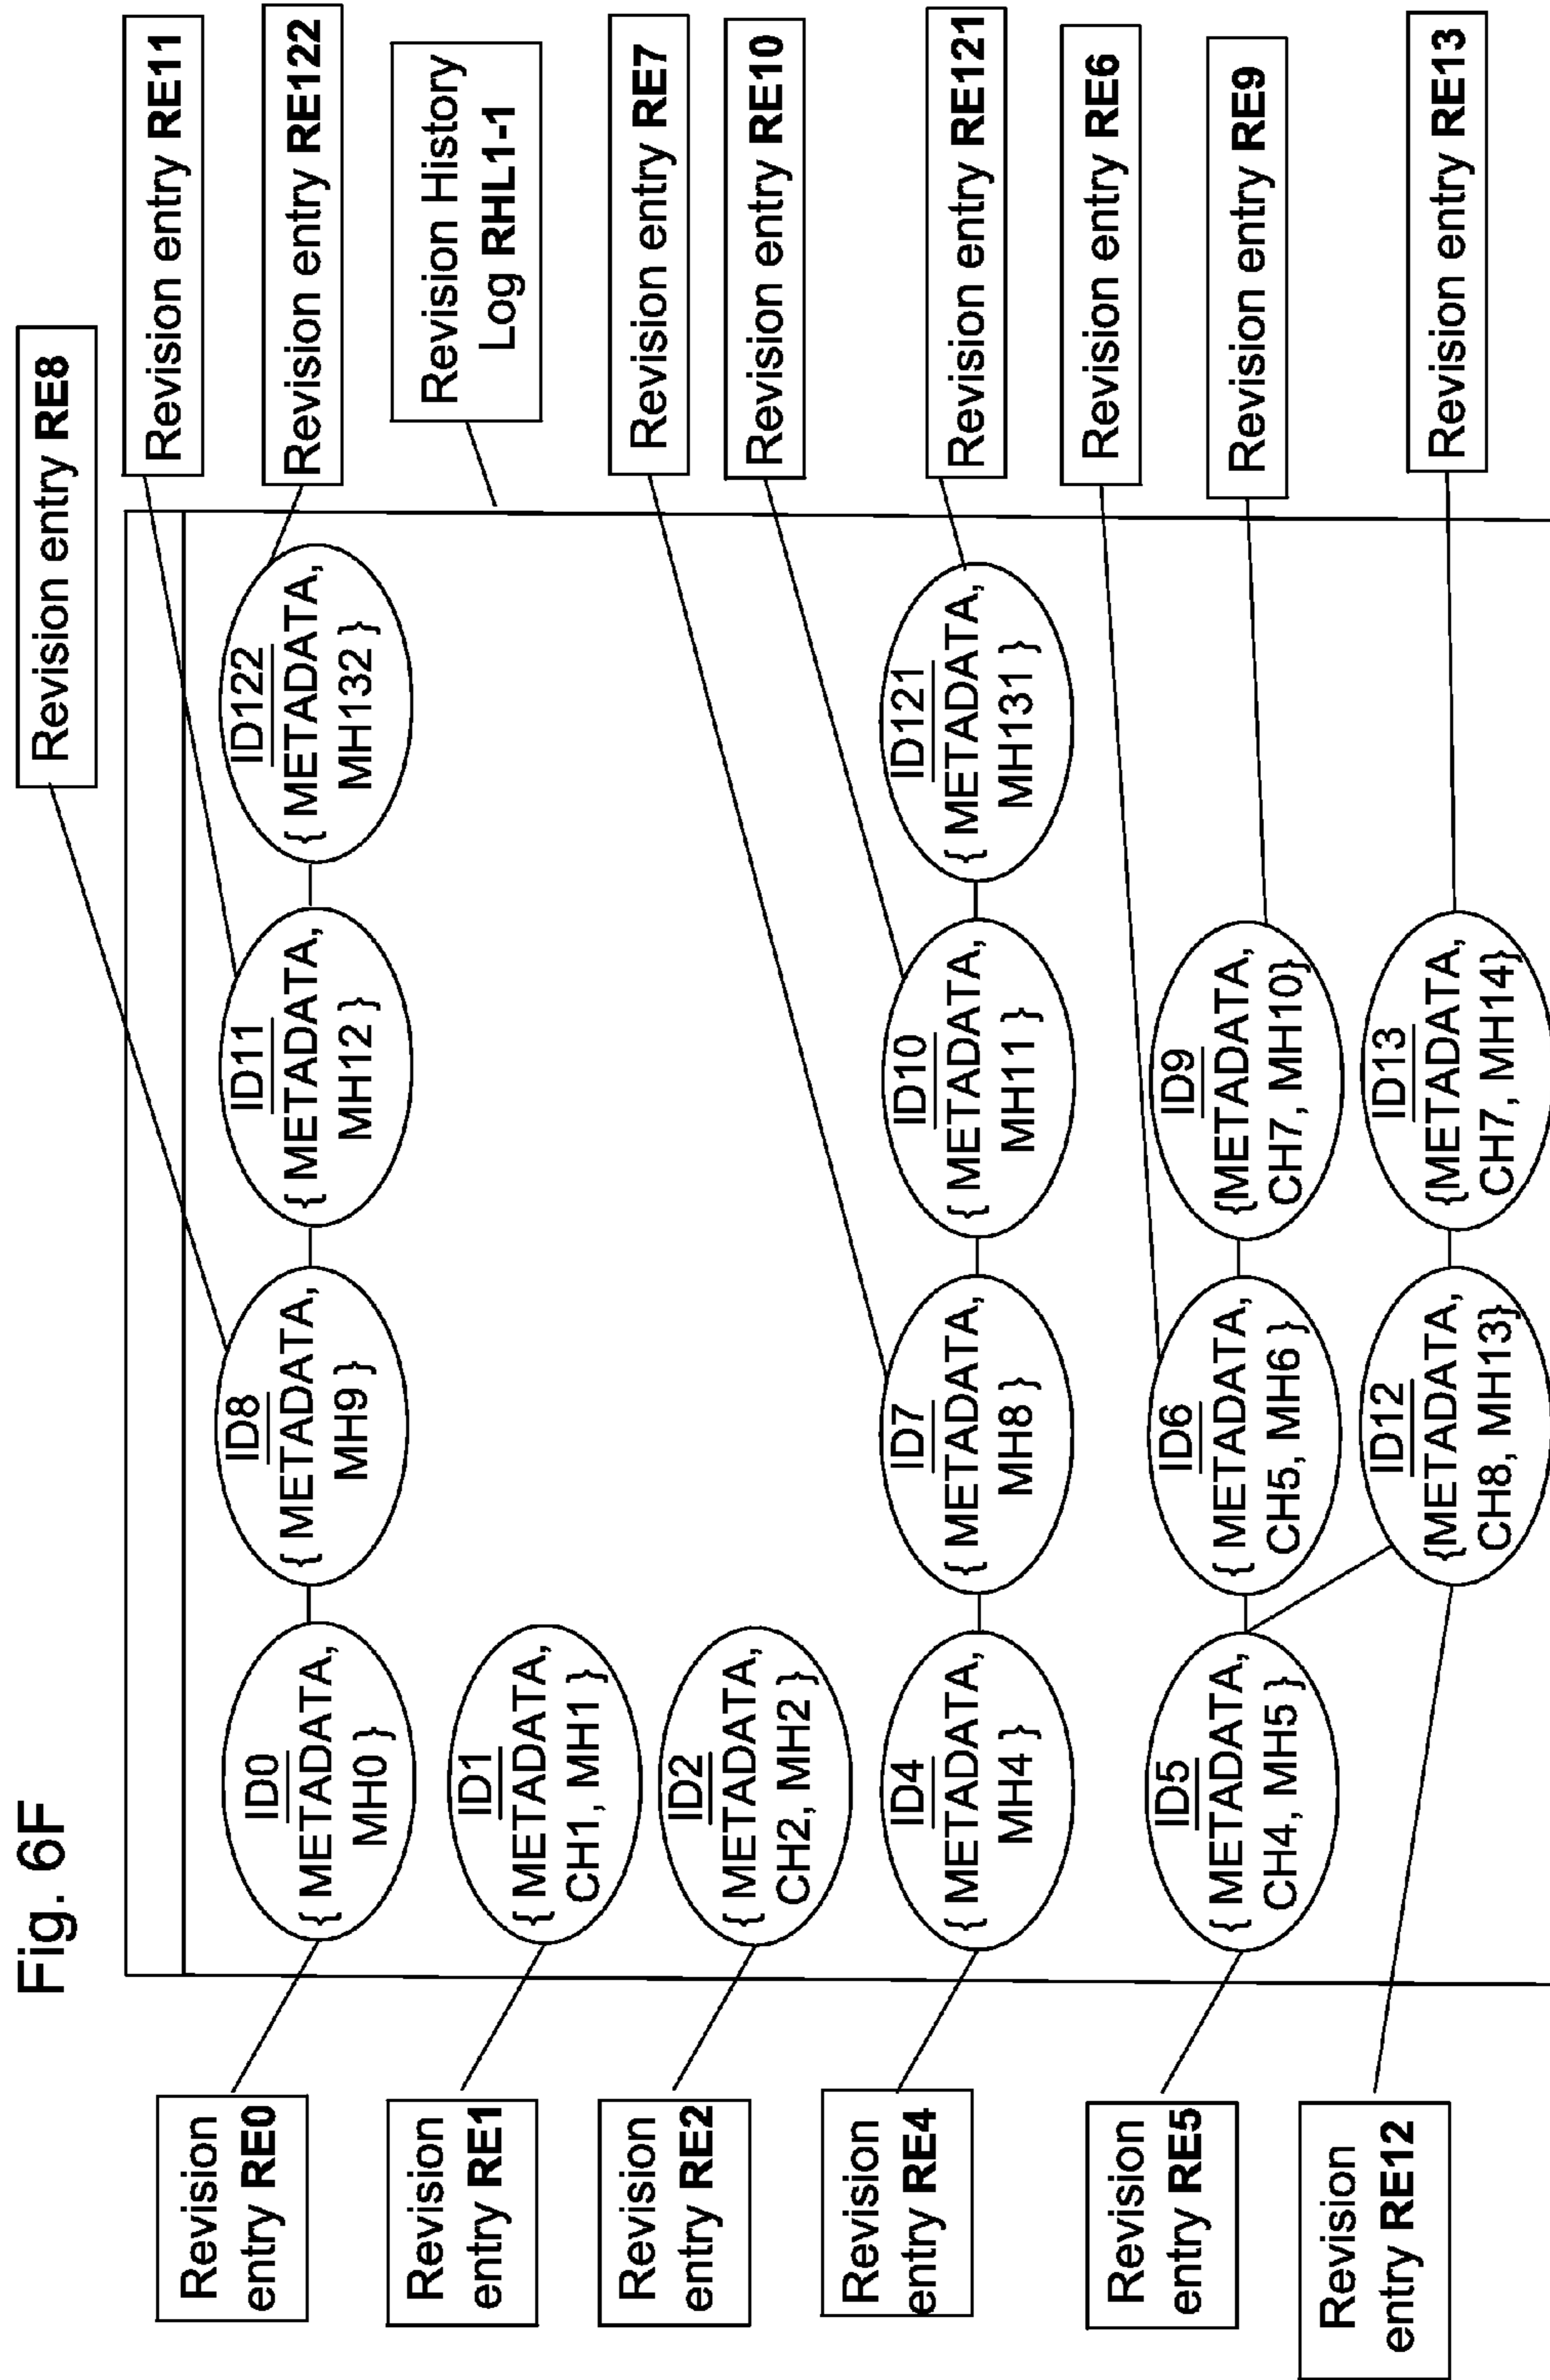 Fig. 6F
Revision entry RE8
Revision entry RE11
Revision entry RE122
Revision History
Log RHL1-1
Revision entry RE7
Revision entry RE10
Revision entry RE121
Revision entry RE6
Revision entry RE9
Revision entry RE13
Revision
entry RE0
Revision
entry RE1
Revision
entry RE2
Revision
entry RE4
Revision
entry RE5
Revision
entry RE12
ID0
{ METADATA,
MH0 }
ID8
{ METADATA,
MH9 }
ID11
{ METADATA,
MH12 }
ID122
{ METADATA,
MH132 }
ID1
{ METADATA,
CH1, MH1 }
ID2
{ METADATA,
CH2, MH2 }
ID4
{ METADATA,
MH4 }
ID7
{ METADATA,
MH8 }
ID10
{ METADATA,
MH11 }
ID121
{ METADATA,
MH131 }
ID5
{ METADATA,
CH4, MH5 }
ID6
{ METADATA,
CH5, MH6 }
ID9
{METADATA,
CH7, MH10}
ID12
{METADATA,
CH8, MH13}
ID13
{METADATA,
CH7, MH14}